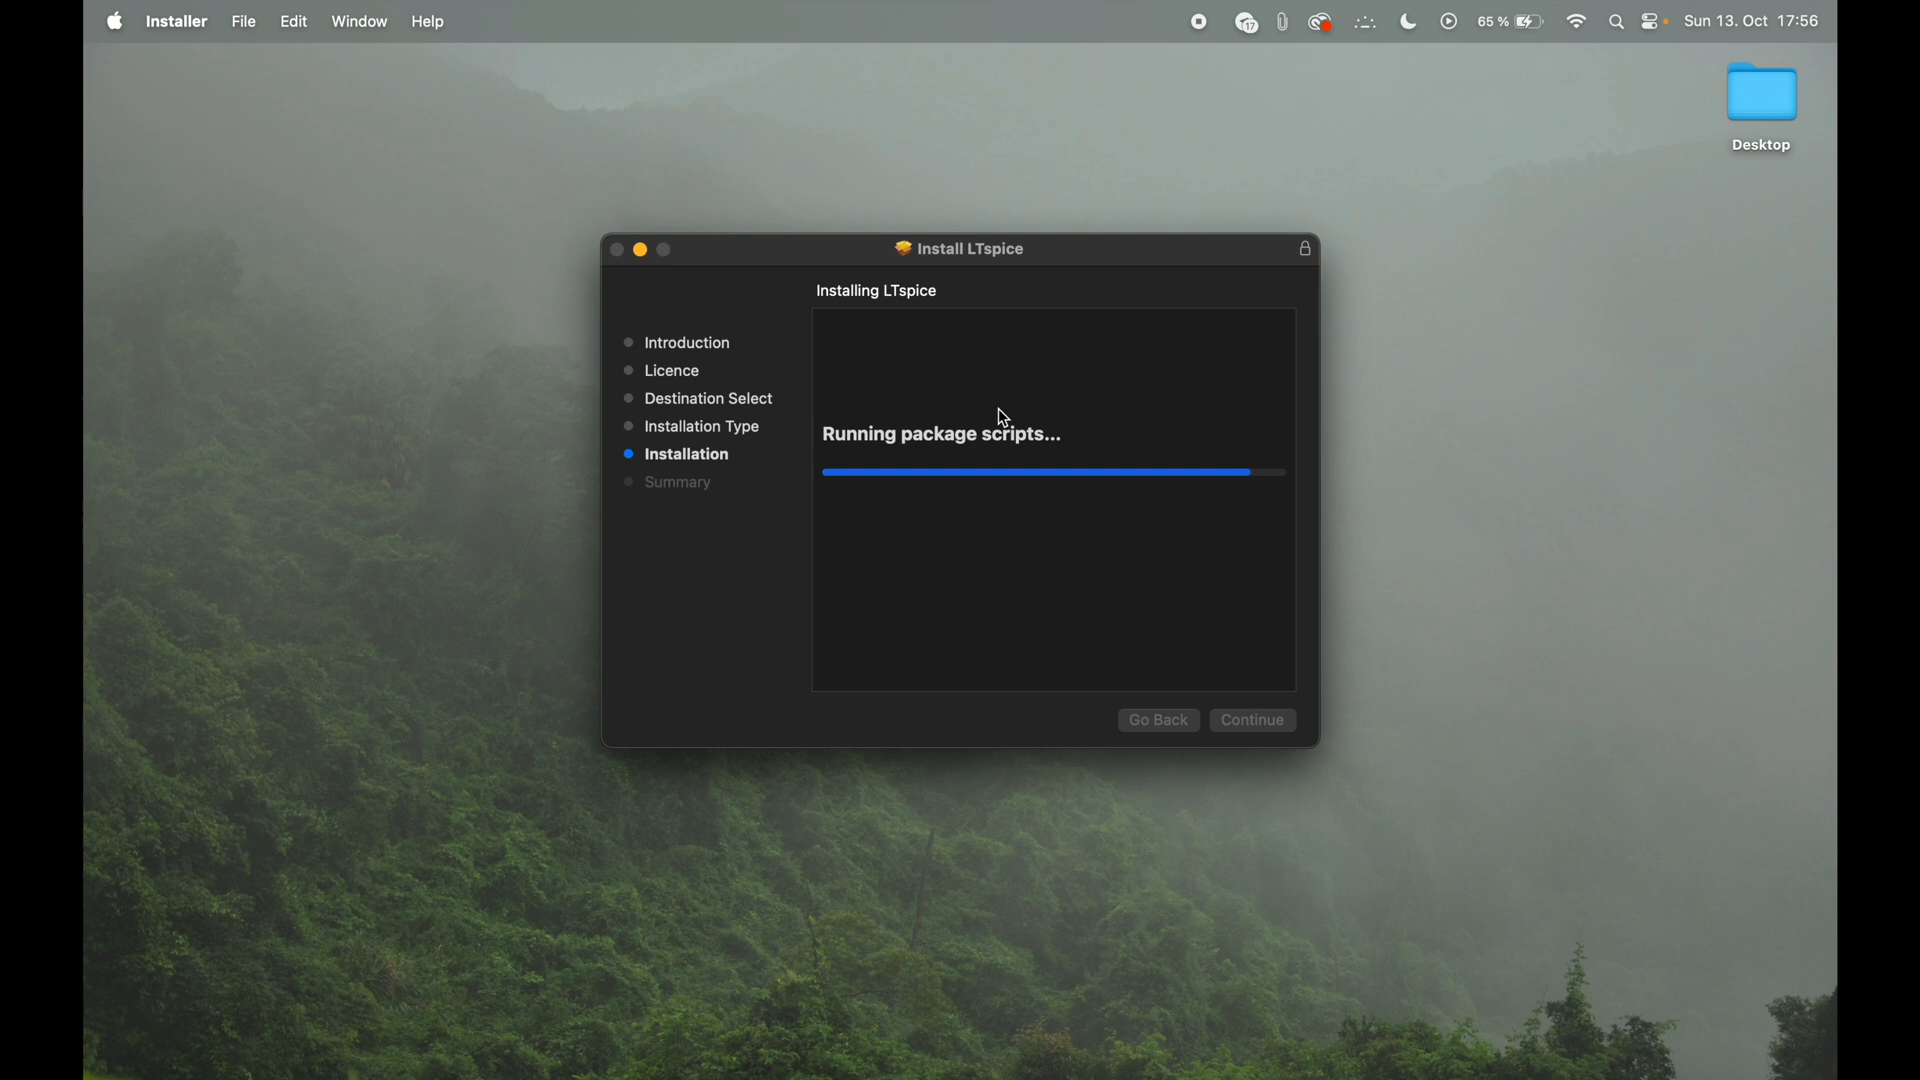 Installer File Edit Window Help
17
65 %
Sun 13. Oct 17:56
Desktop
Install LTspice
Installing LTspice
Introduction
Licence
Destination Select
Installation Type
Installation
Summary
Running package scripts...
Go Back
Continue